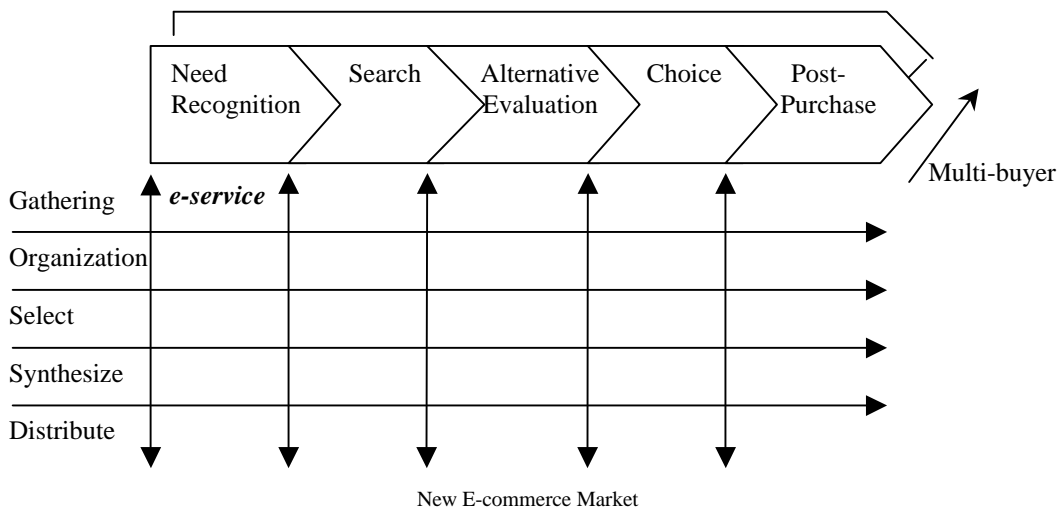 Need
Recognition
Search
Alternative
Evaluation
Choice
Post-
Purchase
Multi-buyer
e-service
Gathering
Organization
Select
Synthesize
Distribute
New E-commerce Market